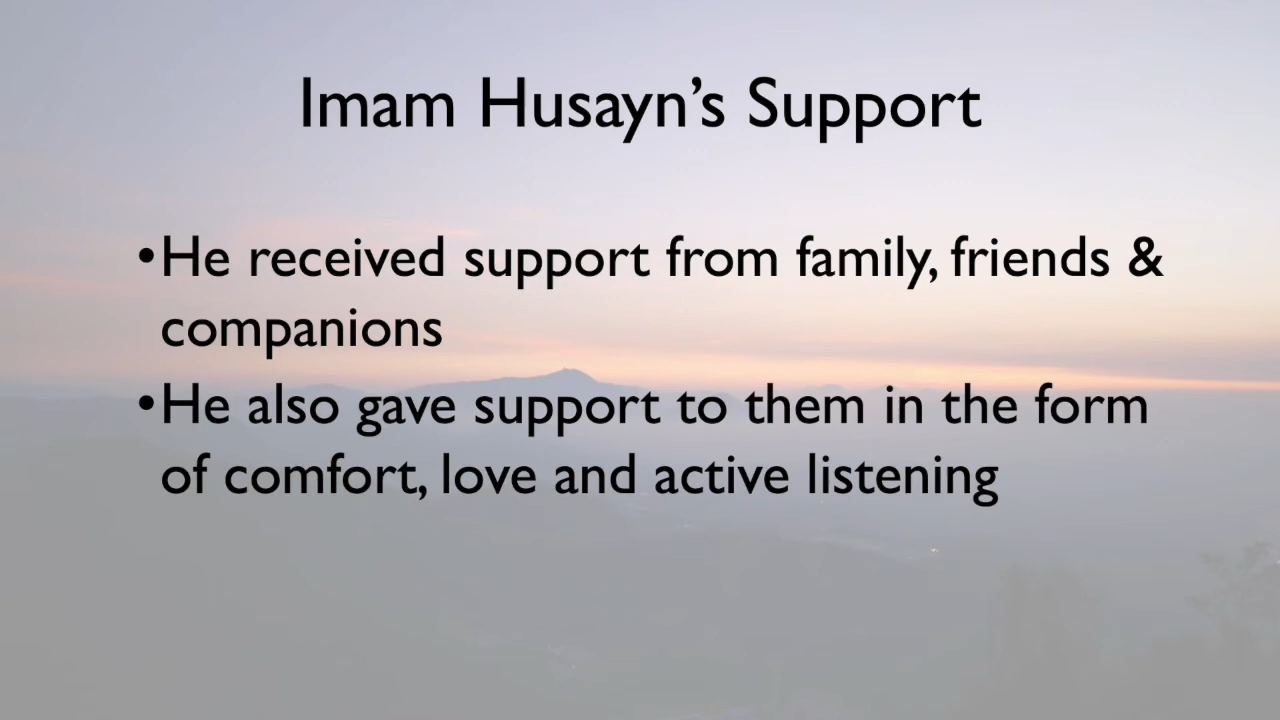 Imam Husayn’s Support
•He received support from family, friends &
companions
•He also gave support to them in the form
of comfort, love and active listening